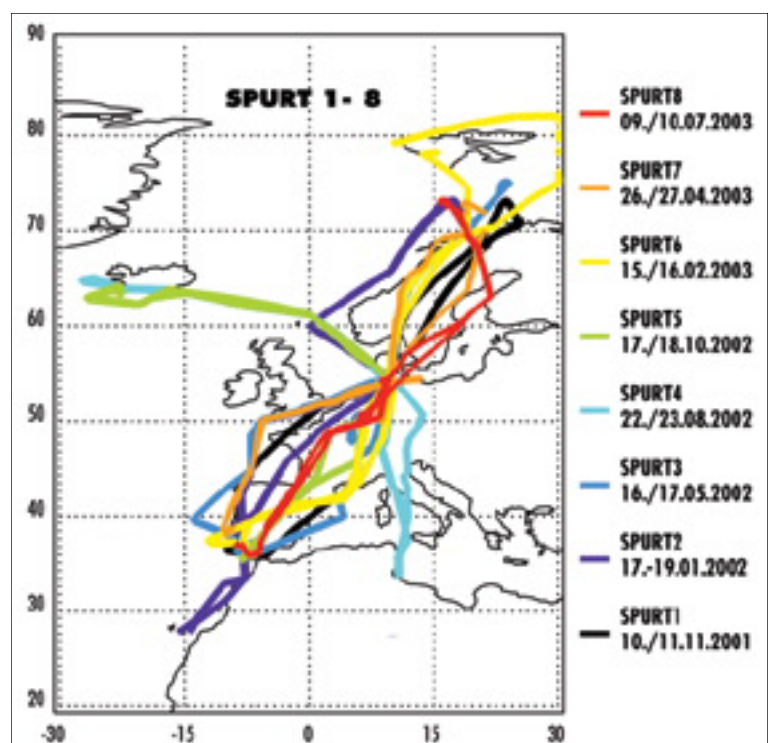 SPURT 1 - 8
90
80
70
60
50
40
30
20
-30
-15
0
15
30
SPURT8
09./10.07.2003
SPURT7
26./27.04.2003
SPURT6
15./16.02.2003
SPURT5
17./18.10.2002
SPURT4
22./23.08.2002
SPURT3
16./17.05.2002
SPURT2
17.-19.01.2002
SPURT1
10./11.11.2001